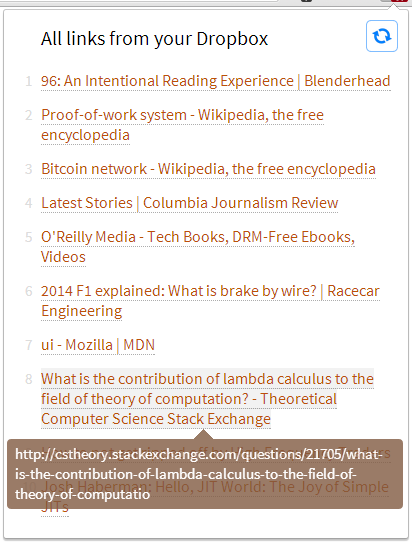 All links from your Dropbox
1 96: An Intentional Reading Experience | Blenderhead
2 Proof-of-work system - Wikipedia, the free
encyclopedia
3 Bitcoin network - Wikipedia, the free encyclopedia
4 Latest Stories | Columbia Journalism Review
5 O'Reilly Media - Tech Books, DRM-Free Ebooks,
Videos
6 2014 F1 explained: What is brake by wire? | Racecar
Engineering
7 ui - Mozilla | MDN
8 What is the contribution of lambda calculus to the
field of theory of computation? - Theoretical
Computer Science Stack Exchange
http://cstheory.stackexchange.com/questions/21705/what-
is-the-contribution-of-lambda-calculus-to-the-field-of-
theory-of-computatio
Josh Haberman: Hello, JIT World: The Joy of Simple
JITs